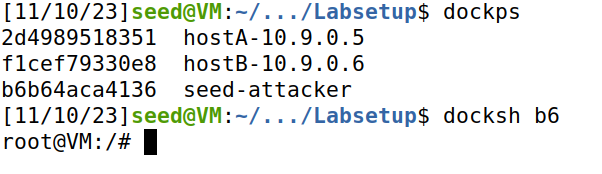 [11/10/23]seed@VM:~/.../Labsetup$ dockps
2d4989518351  hostA-10.9.0.5
f1cef79330e8  hostB-10.9.0.6
b6b64aca4136  seed-attacker
[11/10/23]seed@VM:~/.../Labsetup$ docksh b6
root@VM:/#